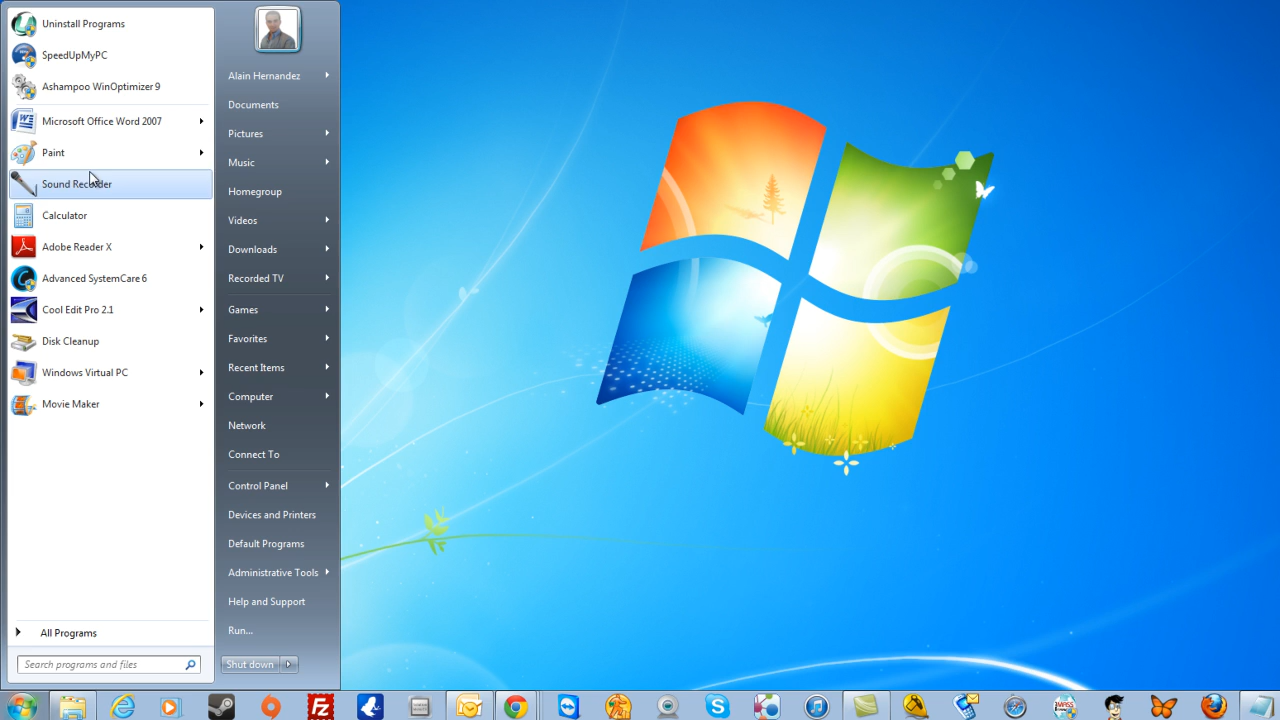 Uninstall Programs
SpeedUpMyPC
Ashampoo WinOptimizer 9
Microsoft Office Word 2007
Paint
Sound Recorder
Calculator
Adobe Reader X
Advanced SystemCare 6
Cool Edit Pro 2.1
Disk Cleanup
Windows Virtual PC
Movie Maker
All Programs
Search programs and files
Alain Hernandez
Documents
Pictures
Music
Homegroup
Videos
Downloads
Recorded TV
Games
Favorites
Recent Items
Computer
Network
Connect To
Control Panel
Devices and Printers
Default Programs
Administrative Tools
Help and Support
Run...
Shut down